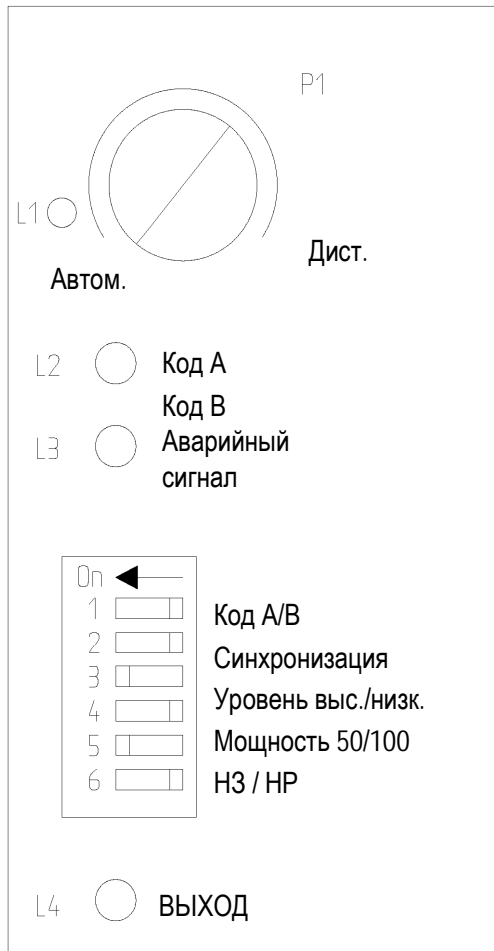 P1
L1
Дист.
Автом.
L2 Код А
Код В
L3 Аварийный
сигнал
On
1 Код А/В
2 Синхронизация
3 Уровень выс./низк.
4 Мощность 50/100
5 НЗ / НР
6
L4 ВЫХОД